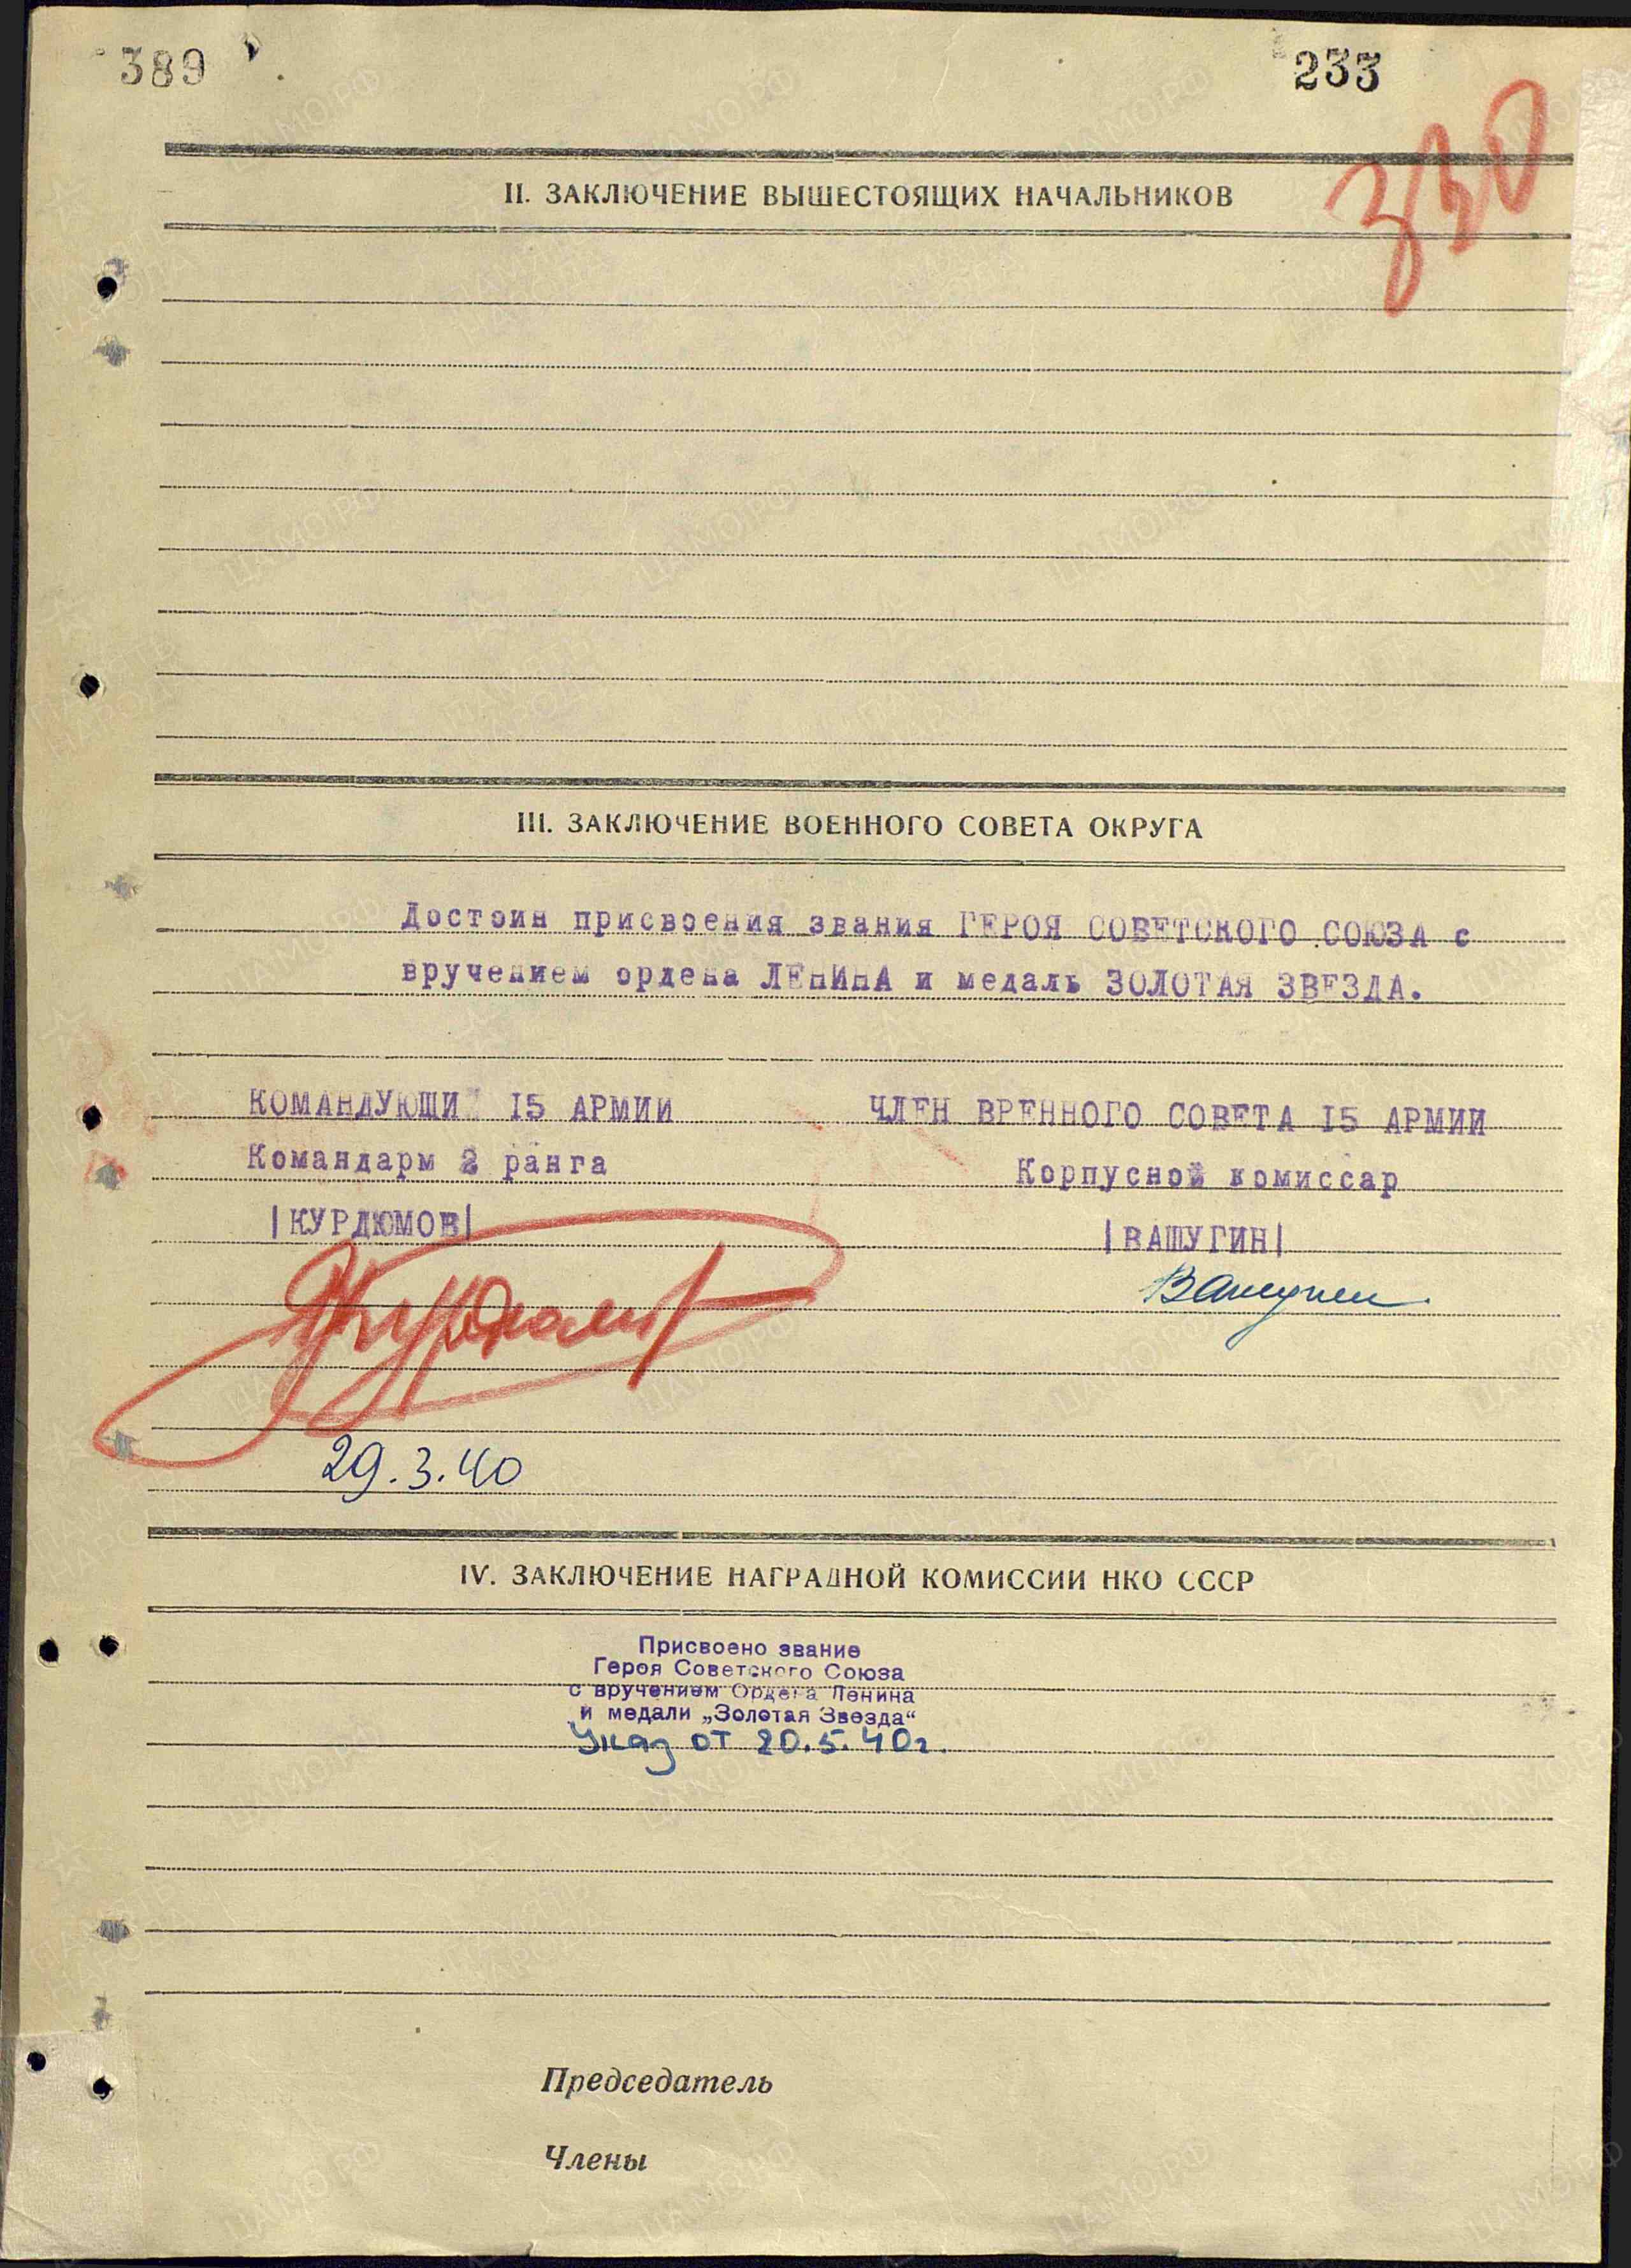 389
233
330
II. ЗАКЛЮЧЕНИЕ ВЫШЕСТОЯЩИХ НАЧАЛЬНИКОВ
III. ЗАКЛЮЧЕНИЕ ВОЕННОГО СОВЕТА ОКРУГА
Достоин присвоения звания ГЕРОЯ СОВЕТСКОГО СОЮЗА с
вручением ордена ЛЕНИНА и медаль ЗОЛОТАЯ ЗВЕЗДА.
КОМАНДУЮЩИЙ 15 АРМИИ
Командарм 2 ранга
|КУРДЮМОВ|
ЧЛЕН ВРЕННОГО СОВЕТА 15 АРМИИ
Корпусной комиссар
|ВАШУГИН|
Вашугин
29.3.40
IV. ЗАКЛЮЧЕНИЕ НАГРАДНОЙ КОМИССИИ НКО СССР
Присвоено звание
Героя Советского Союза
с вручением Ордена Ленина
и медали „Золотая Звезда“
Указ от 20.5.40г.
Председатель
Члены